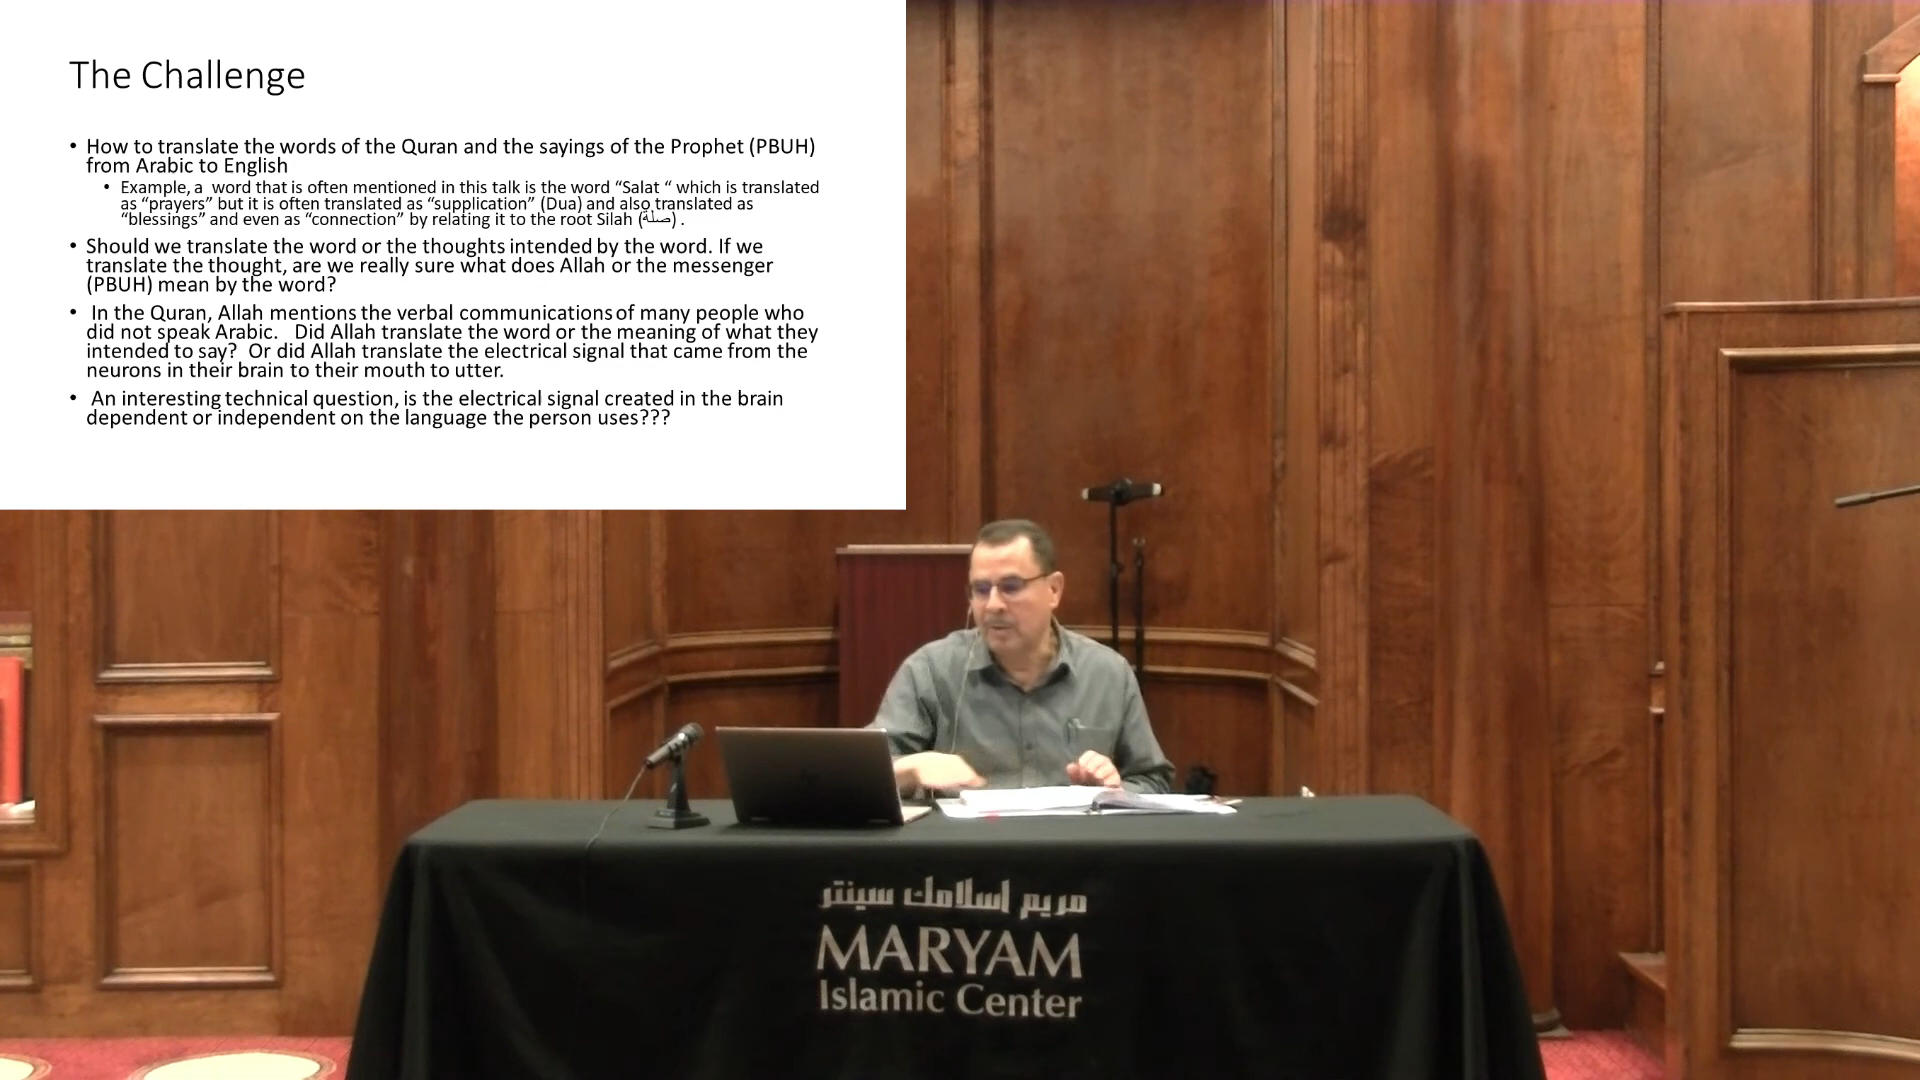 The Challenge
• How to translate the words of the Quran and the sayings of the Prophet (PBUH)
from Arabic to English
• Example, a word that is often mentioned in this talk is the word “Salat “ which is translated
as “prayers” but it is often translated as “supplication” (Dua) and also translated as
“blessings” and even as “connection” by relating it to the root Silah (صلة) .
• Should we translate the word or the thoughts intended by the word. If we
translate the thought, are we really sure what does Allah or the messenger
(PBUH) mean by the word?
• In the Quran, Allah mentions the verbal communications of many people who
did not speak Arabic. Did Allah translate the word or the meaning of what they
intended to say? Or did Allah translate the electrical signal that came from the
neurons in their brain to their mouth to utter.
• An interesting technical question, is the electrical signal created in the brain
dependent or independent on the language the person uses???
مريم اسلامك سينتر
MARYAM
Islamic Center